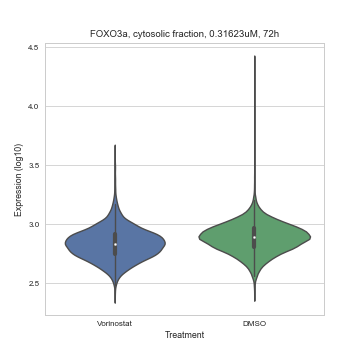 FOXO3a, cytosolic fraction, 0.31623uM, 72h
4.5
4.0
3.5
3.0
2.5
Expression (log10)
Vorinostat DMSO
Treatment